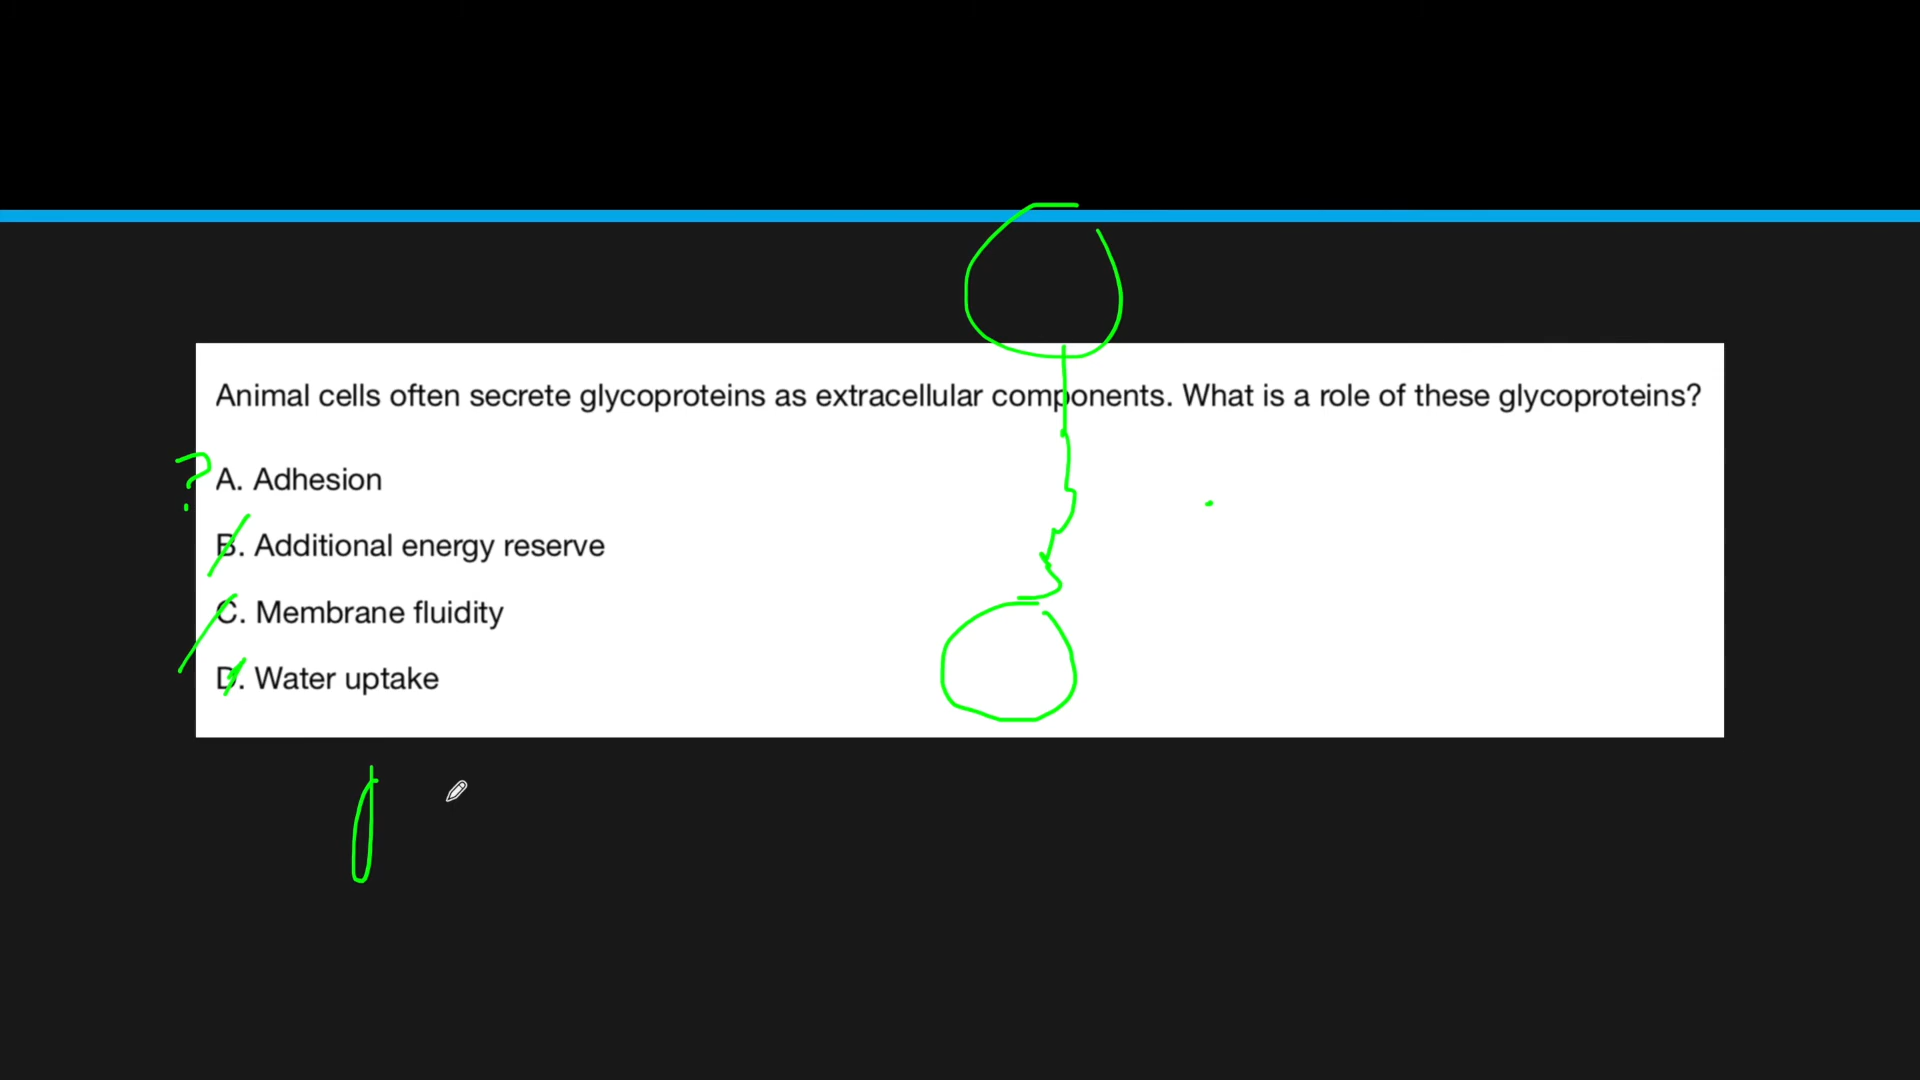 Animal cells often secrete glycoproteins as extracellular components. What is a role of these glycoproteins?
? A. Adhesion
B. Additional energy reserve
C. Membrane fluidity
D. Water uptake